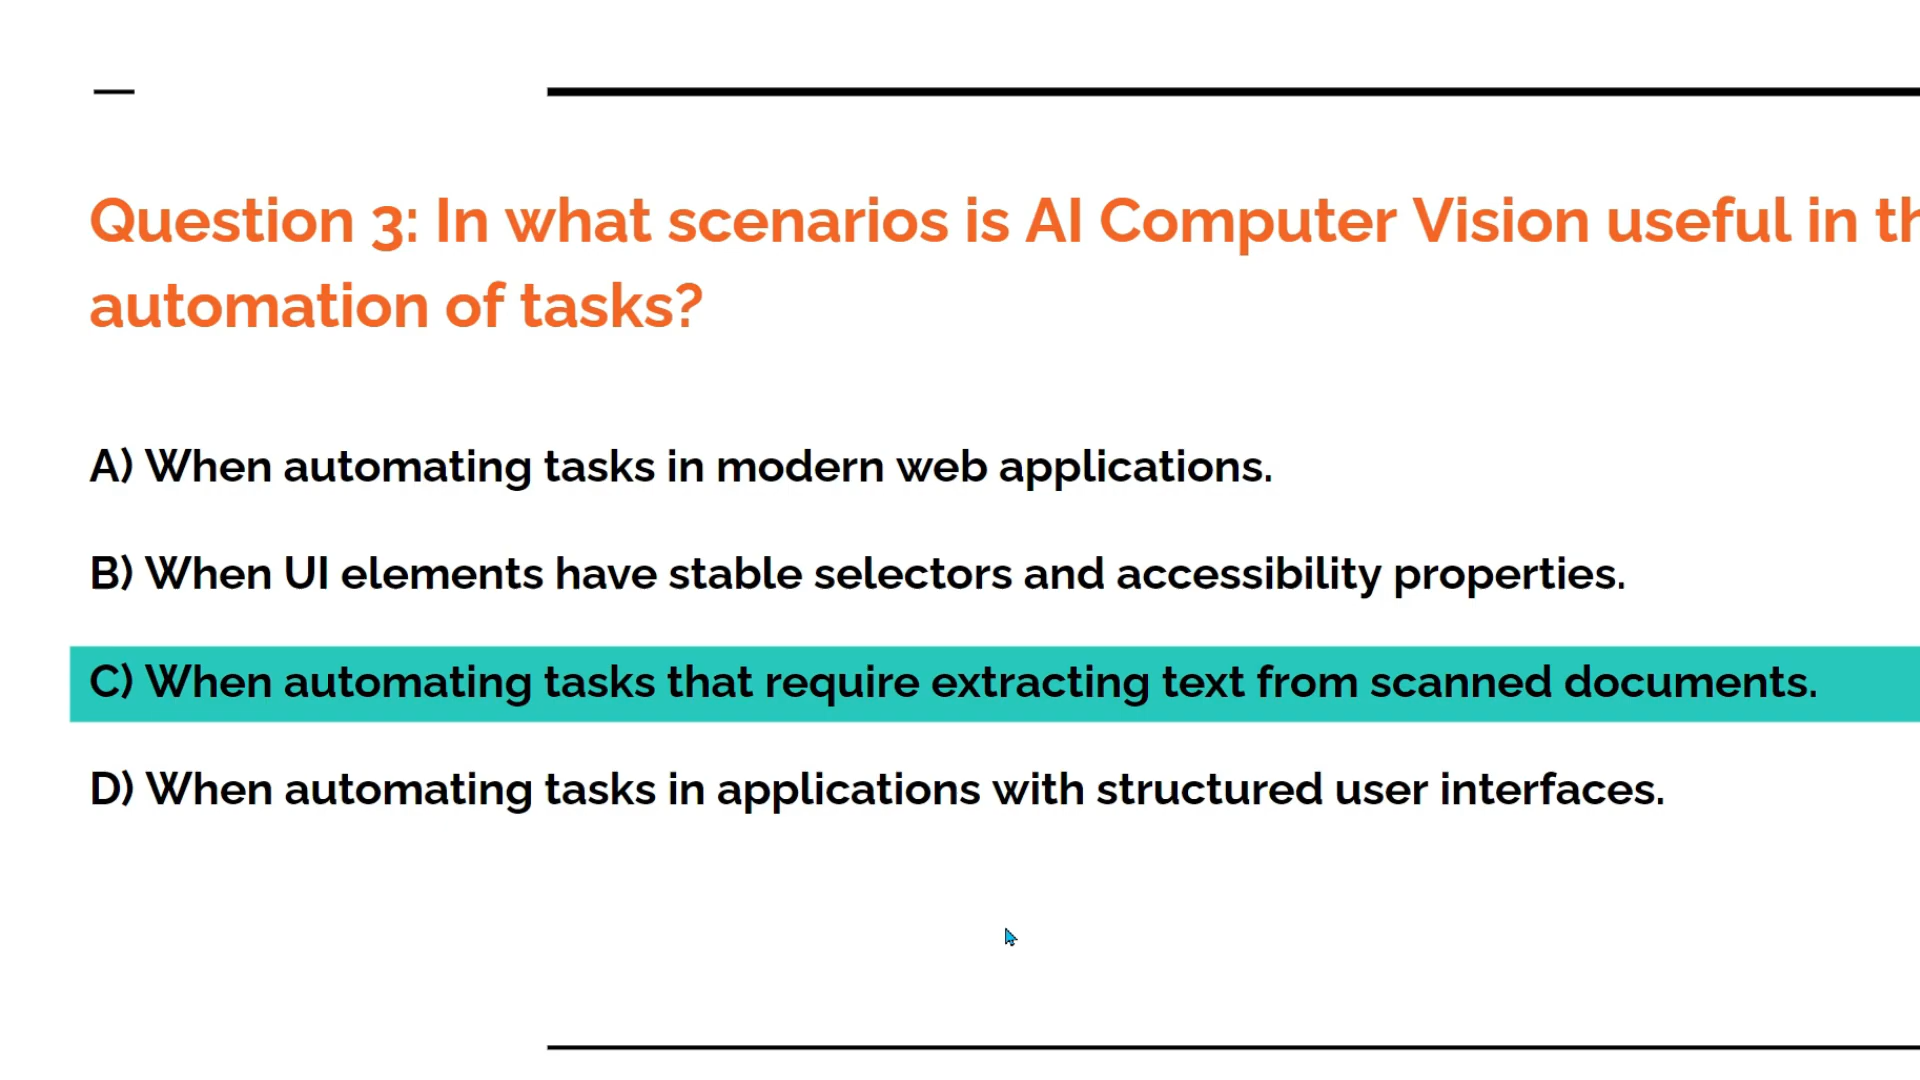 Question 3: In what scenarios is AI Computer Vision useful in th
automation of tasks?
A) When automating tasks in modern web applications.
B) When UI elements have stable selectors and accessibility properties.
C) When automating tasks that require extracting text from scanned documents.
D) When automating tasks in applications with structured user interfaces.